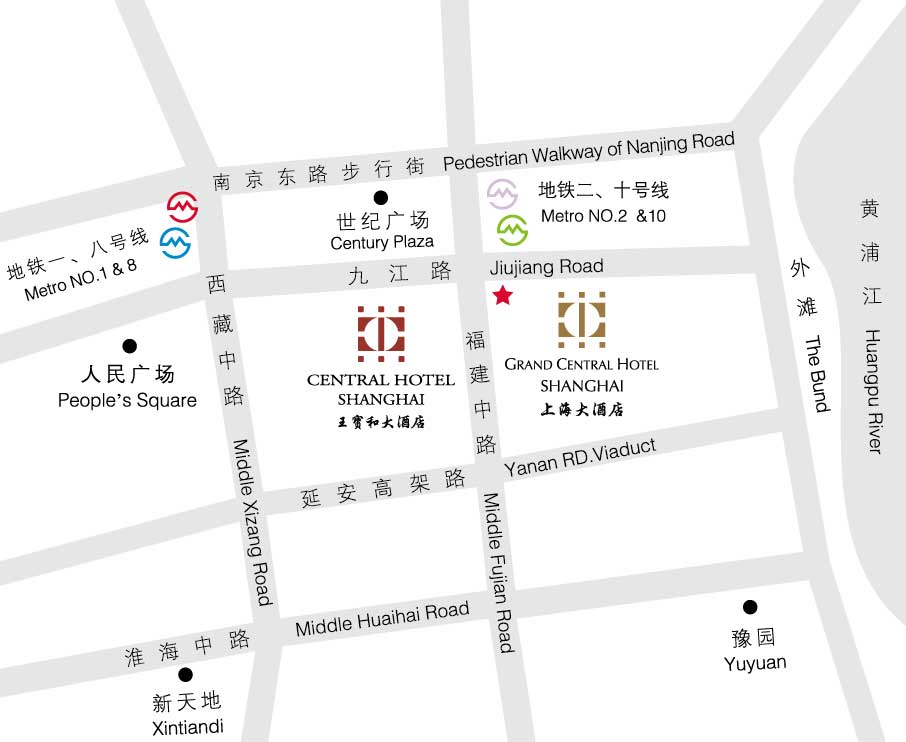 南京东路步行街 Pedestrian Walkway of Nanjing Road
地铁一、八号线
Metro NO.1 & 8
世纪广场
Century Plaza
地铁二、十号线
Metro NO.2 &10
九江路 Jiujiang Road
西藏中路 Middle Xizang Road
人民广场
People's Square
CENTRAL HOTEL
SHANGHAI
王宝和大酒店
福建中路 Middle Fujian Road
GRAND CENTRAL HOTEL
SHANGHAI
上海大酒店
外滩 The Bund
黄浦江 Huangpu River
延安高架路 Yanan RD.Viaduct
淮海中路 Middle Huaihai Road
新天地
Xintiandi
豫园
Yuyuan